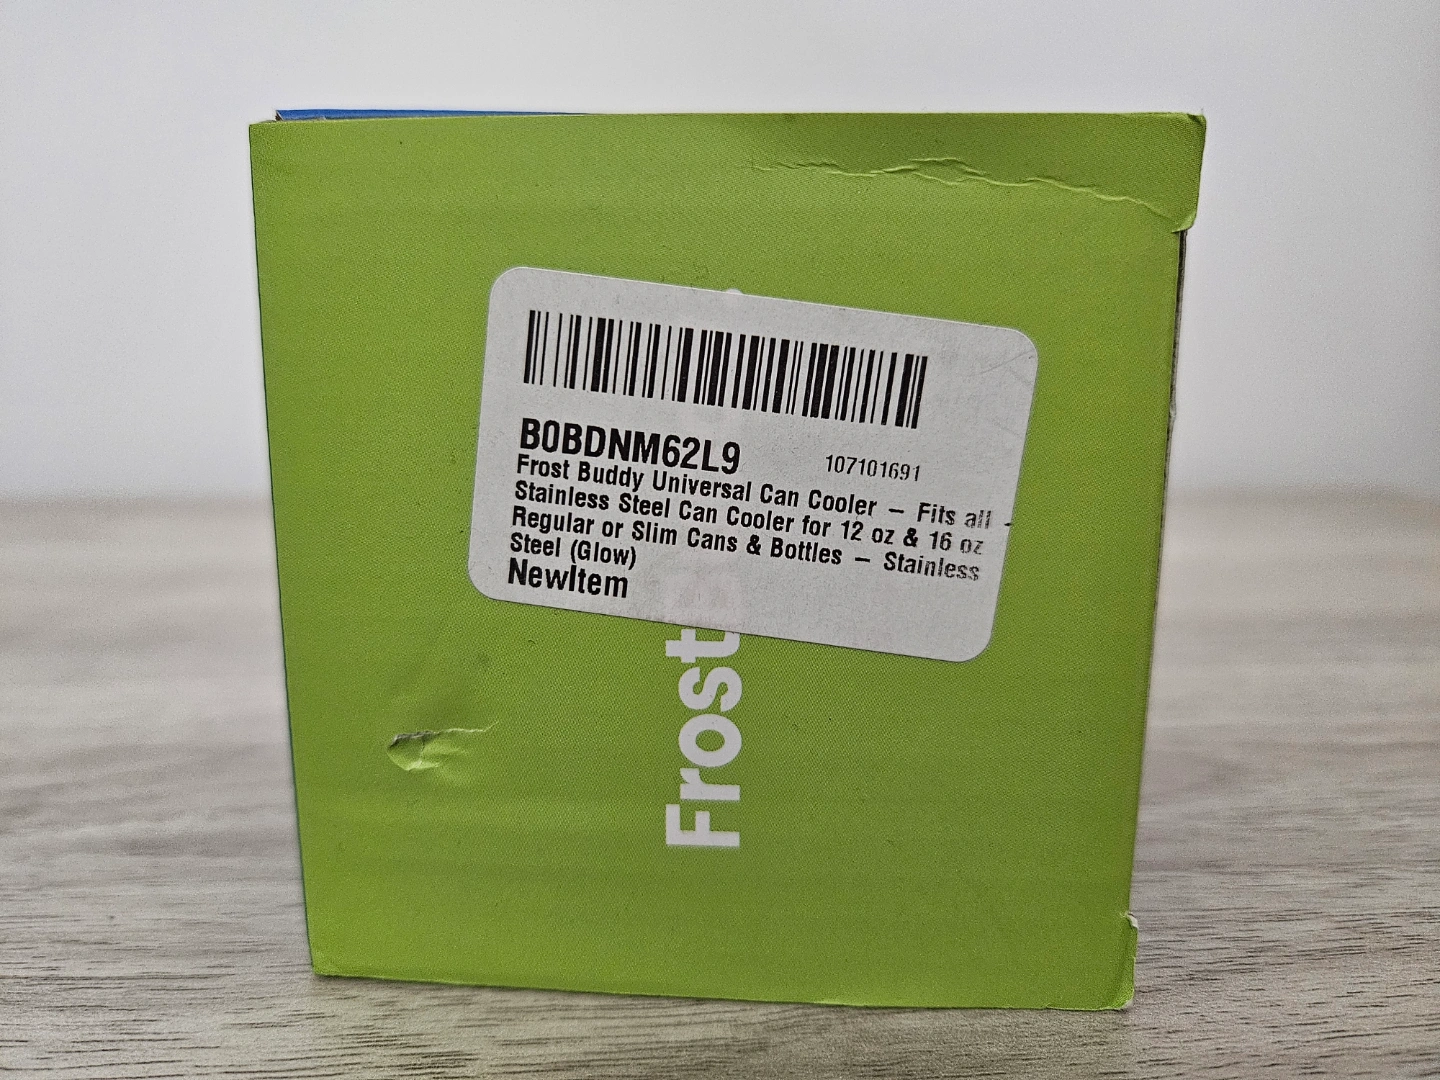 B0BDNM62L9
107101691
Frost Buddy Universal Can Cooler – Fits all -
Stainless Steel Can Cooler for 12 oz & 16 oz
Regular or Slim Cans & Bottles – Stainless
Steel (Glow)
NewItem
Frost